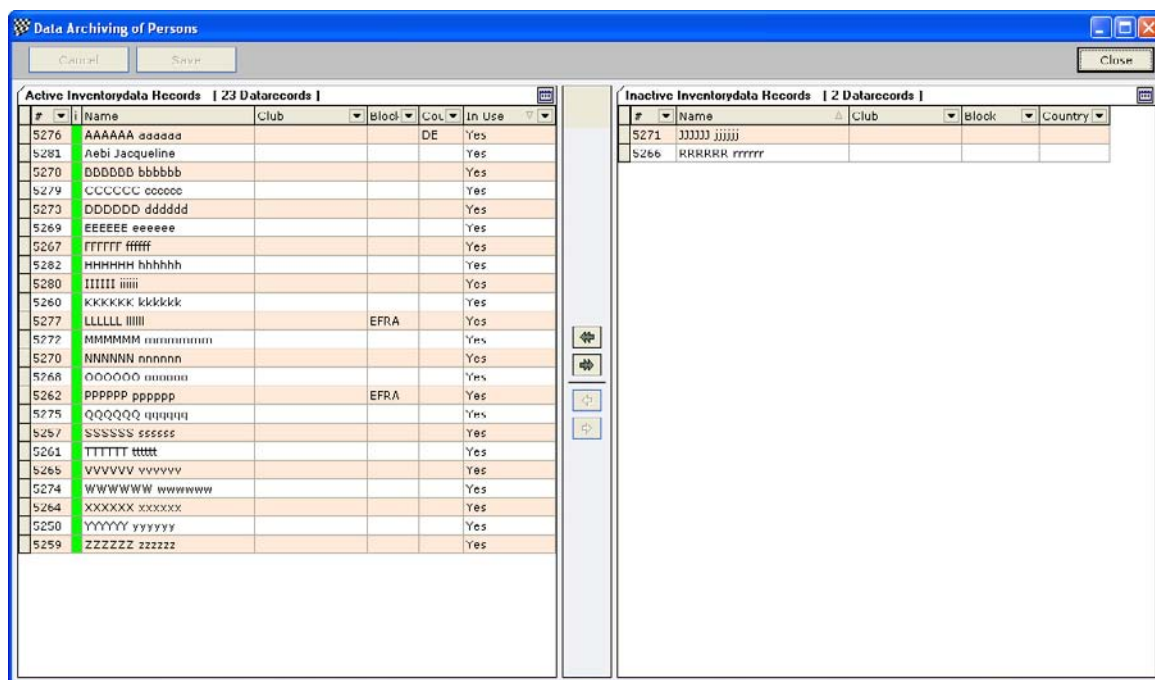 Data Archiving of Persons
Cancel Save Close
Active Inventorydata Records [ 23 Datarecords ]
# i Name Club Block Cou In Use
5276 AAAAAA aaaaaa DE Yes
5281 Aebi Jacqueline Yes
5270 BBBBBB bbbbbb Yes
5279 CCCCCC cccccc Yes
5273 DDDDDD dddddd Yes
5269 EEEEEE eeeeee Yes
5267 FFFFFF ffffff Yes
5282 HHHHHH hhhhhh Yes
5280 IIIIII iiiiii Yes
5260 KKKKKK kkkkkk Yes
5277 LLLLLL llllll EFRA Yes
5272 MMMMMM mmmmmm Yes
5270 NNNNNN nnnnnn Yes
5268 OOOOOO oooooo Yes
5262 PPPPPP pppppp EFRA Yes
5275 QQQQQQ qqqqqq Yes
5257 SSSSSS ssssss Yes
5261 TTTTTT tttttt Yes
5265 VVVVVV vvvvvv Yes
5274 WWWWWW wwwwww Yes
5264 XXXXXX xxxxxx Yes
5250 YYYYYY yyyyyy Yes
5259 ZZZZZZ zzzzzz Yes
Inactive Inventorydata Records [ 2 Datarecords ]
# Name Club Block Country
5271 JJJJJJ jjjjjj
5266 RRRRRR rrrrrr